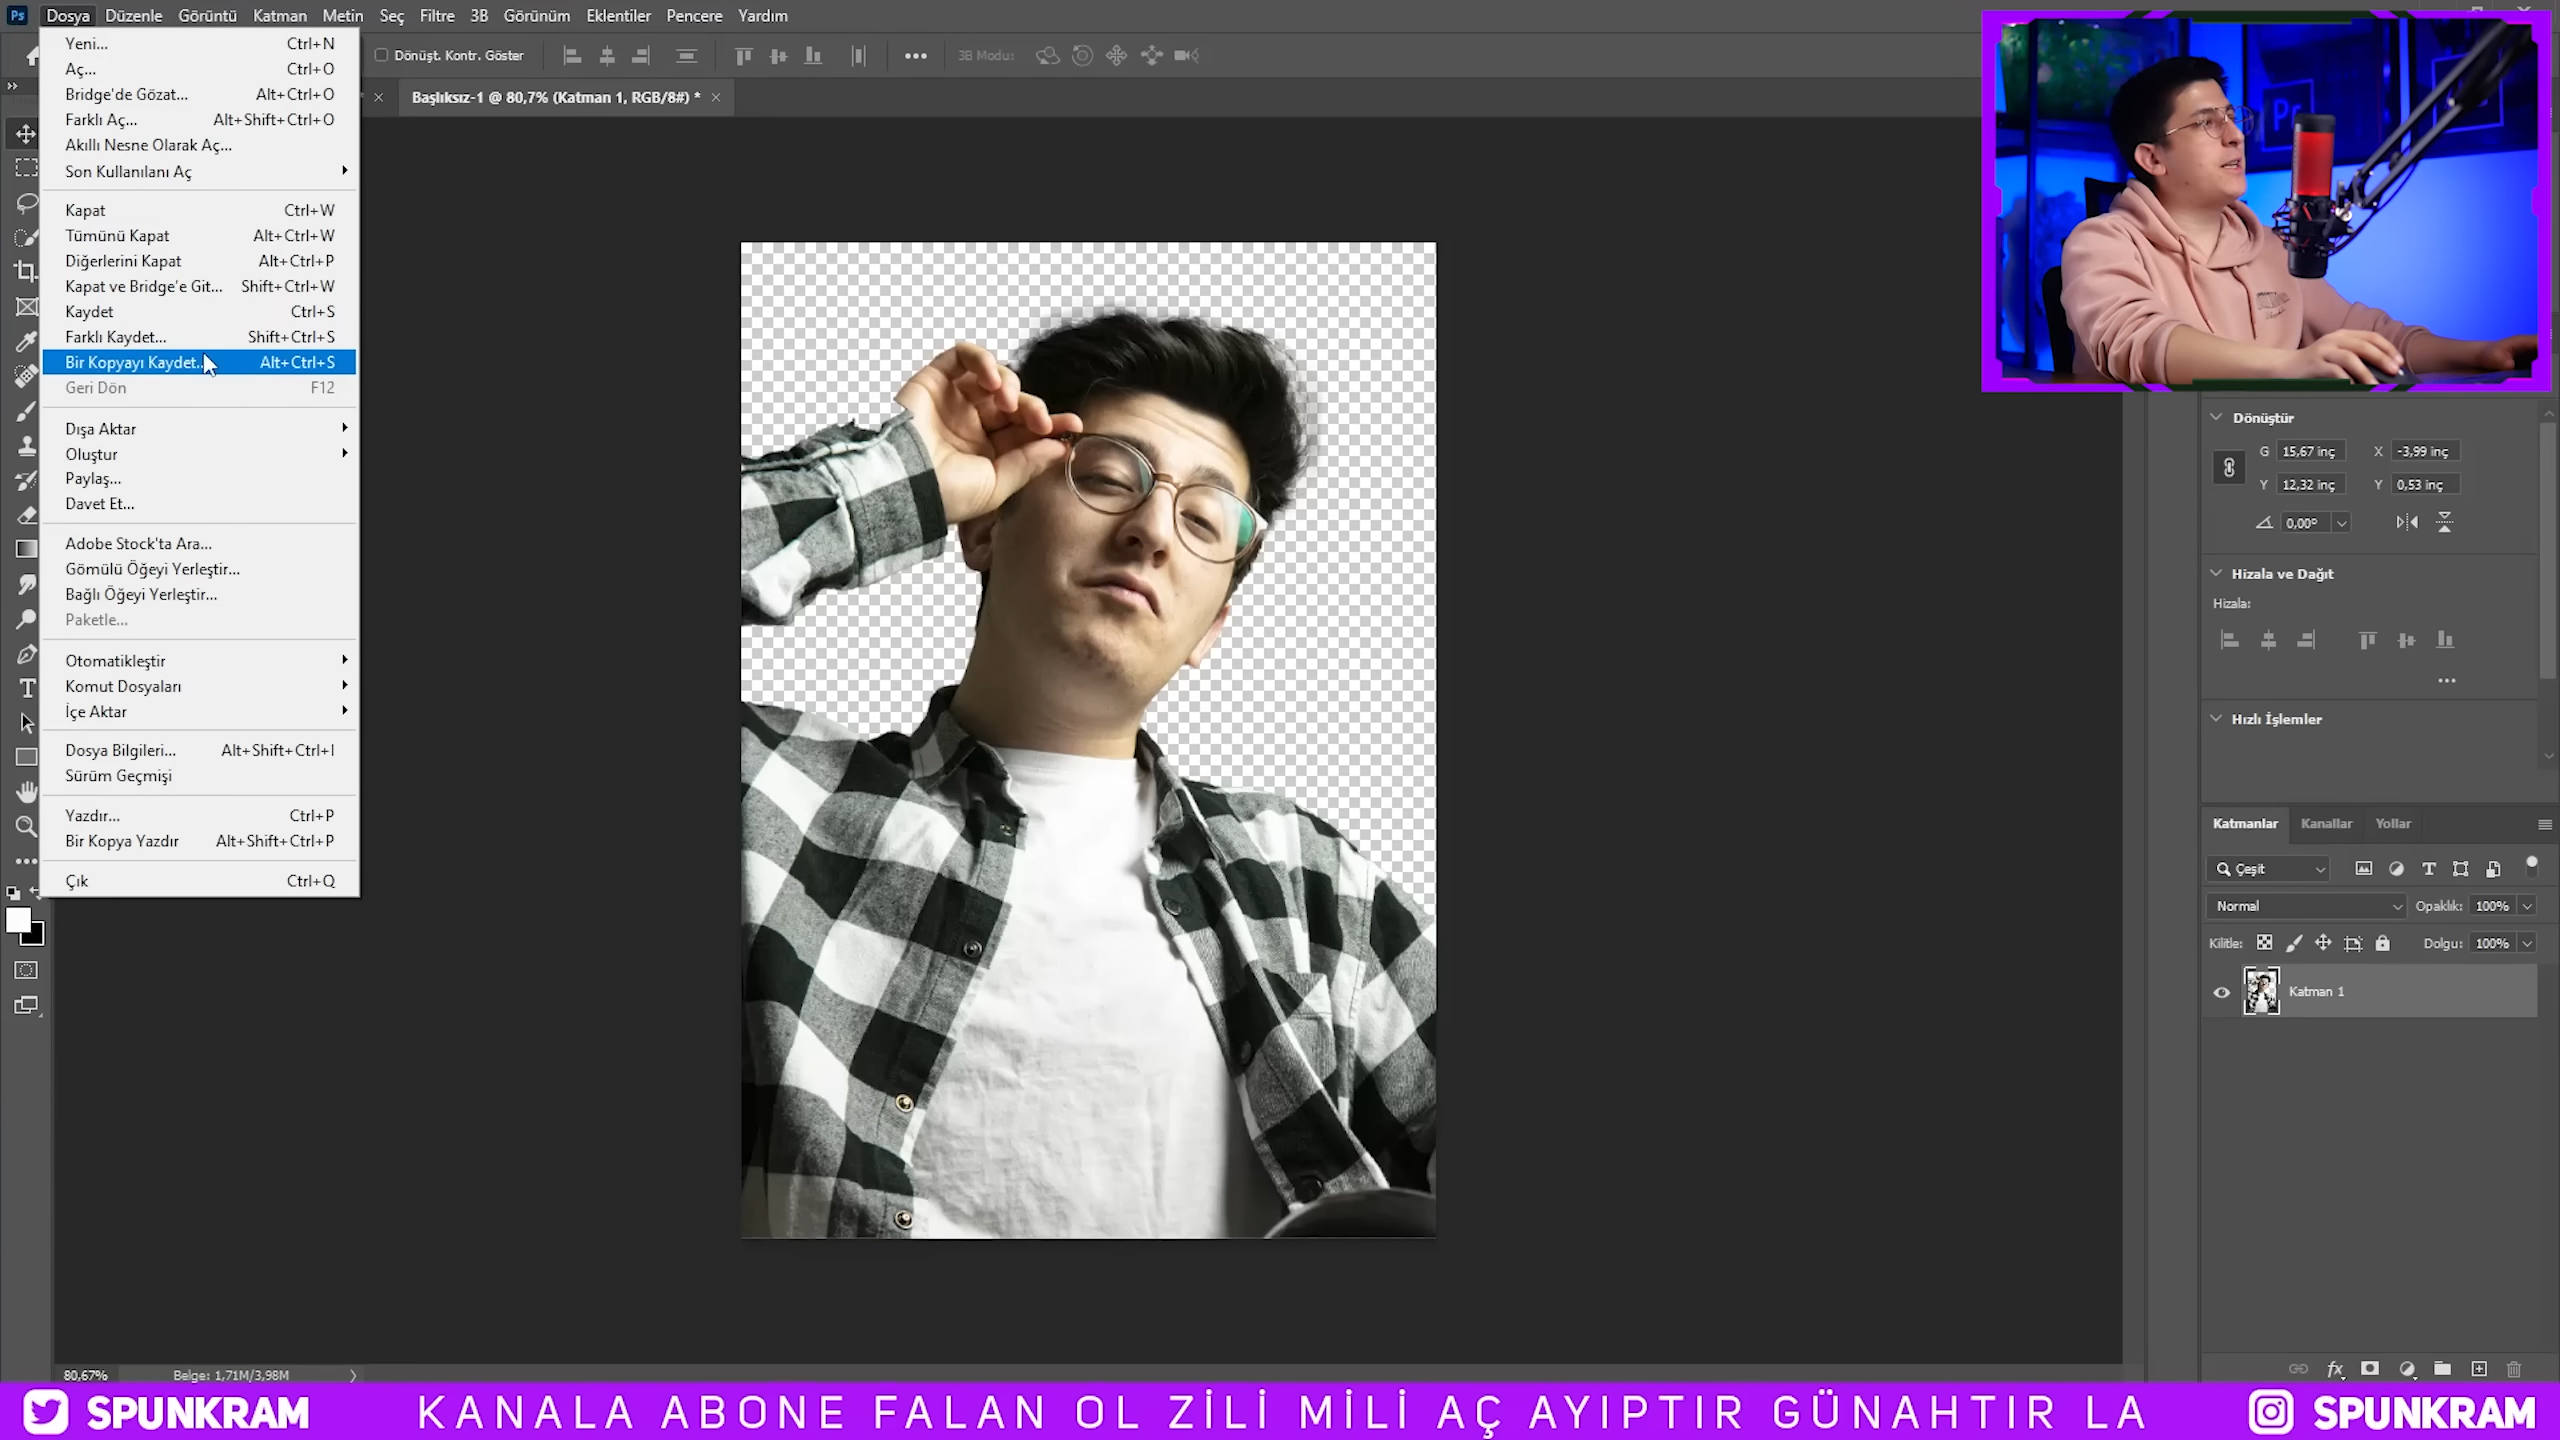 Ps Dosya Düzenle Görüntü Katman Metin Seç Filtre 3B Görünüm Eklentiler Pencere Yardım
Dönüşt. Kontr. Göster 3B Modu:
Başlıksız-1 @ 80,7% (Katman 1, RGB/8#) *
Yeni... Ctrl+N
Aç... Ctrl+O
Bridge'de Gözat... Alt+Ctrl+O
Farklı Aç... Alt+Shift+Ctrl+O
Akıllı Nesne Olarak Aç...
Son Kullanılanı Aç
Kapat Ctrl+W
Tümünü Kapat Alt+Ctrl+W
Diğerlerini Kapat Alt+Ctrl+P
Kapat ve Bridge'e Git... Shift+Ctrl+W
Kaydet Ctrl+S
Farklı Kaydet... Shift+Ctrl+S
Bir Kopyayı Kaydet... Alt+Ctrl+S
Geri Dön F12
Dışa Aktar
Oluştur
Paylaş...
Davet Et...
Adobe Stock'ta Ara...
Gömülü Öğeyi Yerleştir...
Bağlı Öğeyi Yerleştir...
Paketle...
Otomatikleştir
Komut Dosyaları
İçe Aktar
Dosya Bilgileri... Alt+Shift+Ctrl+I
Sürüm Geçmişi
Yazdır... Ctrl+P
Bir Kopya Yazdır Alt+Shift+Ctrl+P
Çık Ctrl+Q
Pr
Dönüştür
G 15,67 inç X -3,99 inç
Y 12,32 inç Y 0,53 inç
0,00°
Hizala ve Dağıt
Hizala:
Hızlı İşlemler
Katmanlar Kanallar Yollar
Çeşit
Normal Opaklık: 100%
Kilitle: Dolgu: 100%
Katman 1
80,67% Belge: 1,71M/3,98M
SPUNKRAM KANALA ABONE FALAN OL ZİLİ MİLİ AÇ AYIPTIR GÜNAHTIR LA SPUNKRAM